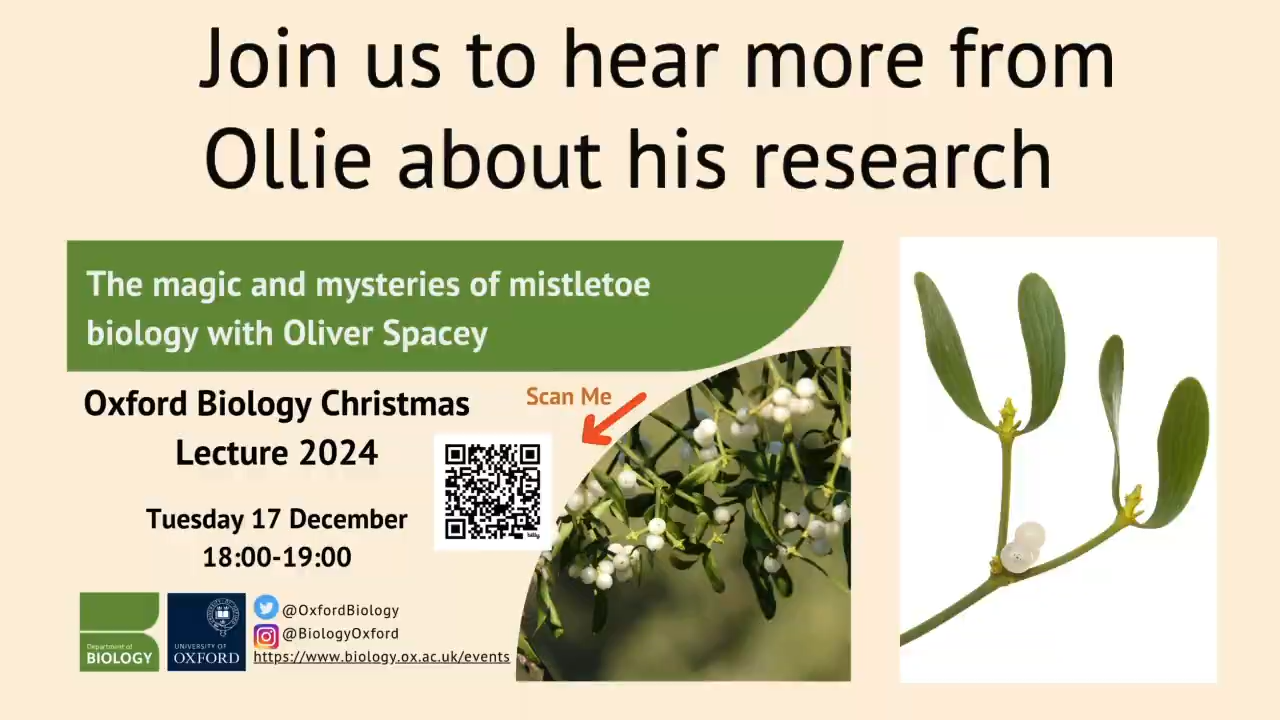 Join us to hear more from
Ollie about his research
The magic and mysteries of mistletoe
biology with Oliver Spacey
Oxford Biology Christmas
Lecture 2024
Scan Me
Tuesday 17 December
18:00-19:00
Department of
BIOLOGY
UNIVERSITY OF
OXFORD
@OxfordBiology
@BiologyOxford
https://www.biology.ox.ac.uk/events